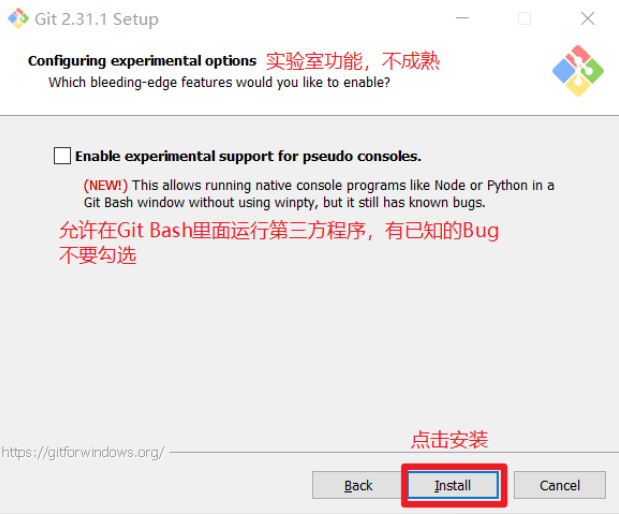 Git 2.31.1 Setup
Configuring experimental options 实验室功能，不成熟
Which bleeding-edge features would you like to enable?
Enable experimental support for pseudo consoles.
(NEW!) This allows running native console programs like Node or Python in a
Git Bash window without using winpty, but it still has known bugs.
允许在Git Bash里面运行第三方程序，有已知的Bug
不要勾选
点击安装
https://gitforwindows.org/
Back Install Cancel